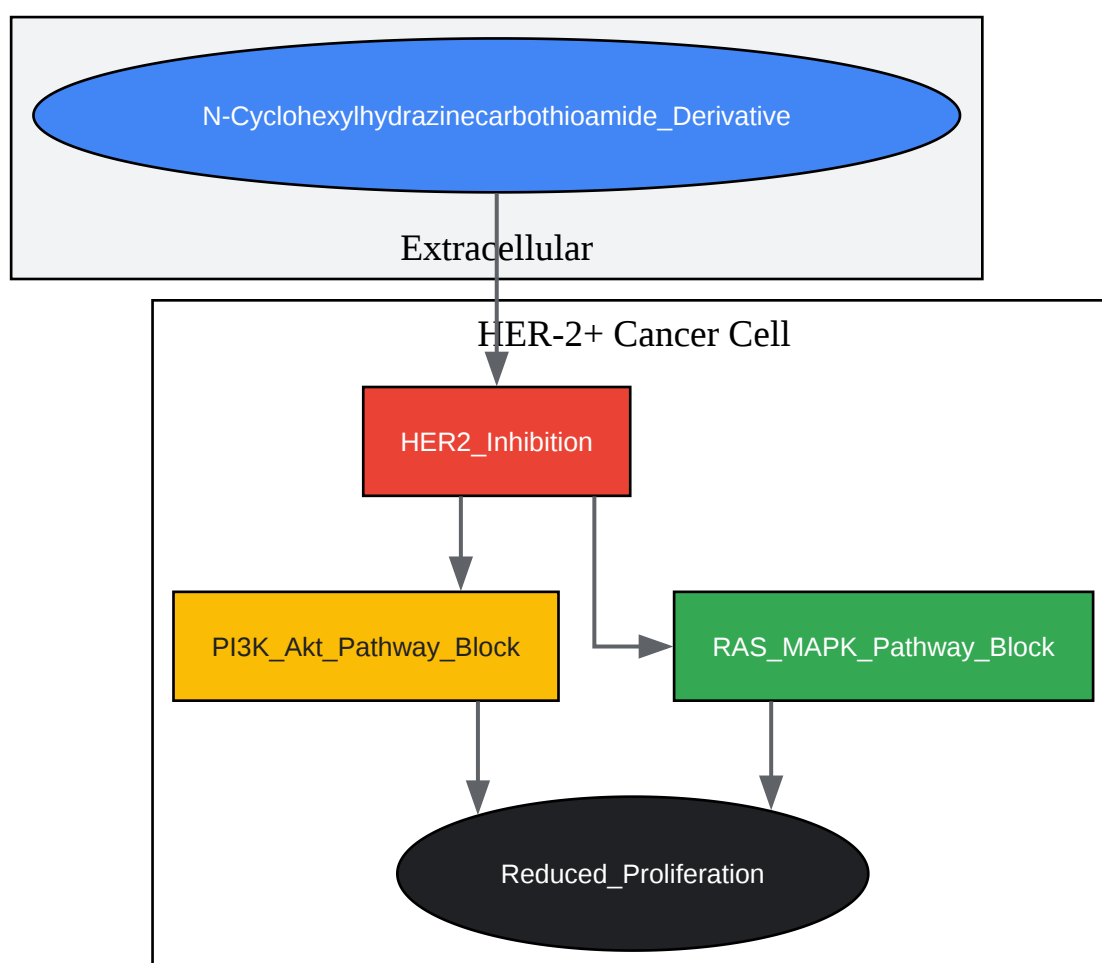 N-Cyclohexylhydrazinecarbothioamide_Derivative
Extracellular
HER-2+ Cancer Cell
HER2_Inhibition
PI3K_Akt_Pathway_Block
RAS_MAPK_Pathway_Block
Reduced_Proliferation